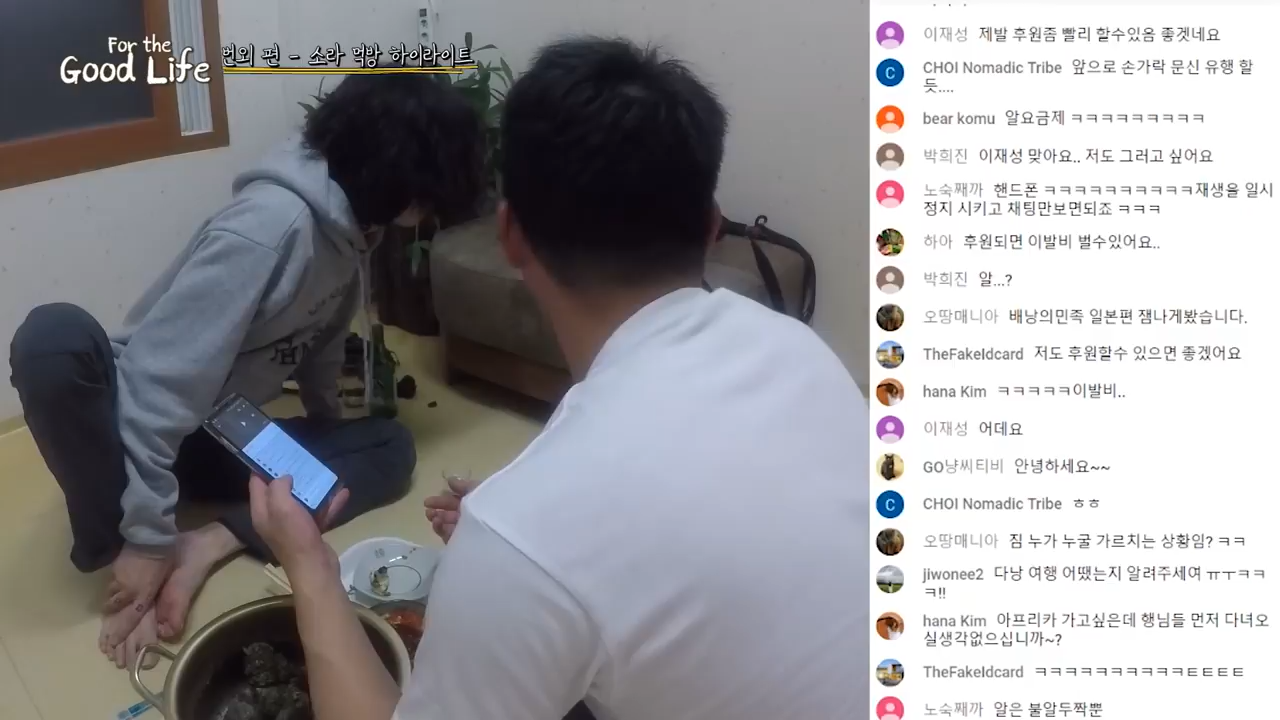 For the
Good Life
번외 편 - 소라 먹방 하이라이트
이재성 제발 후원좀 빨리 할수있음 좋겟네요
CHOI Nomadic Tribe 앞으로 손가락 문신 유행 할
듯....
bear komu 알요금제 ㅋㅋㅋㅋㅋㅋㅋㅋㅋ
박희진 이재성 맞아요.. 저도 그러고 싶어요
노숙째까 핸드폰 ㅋㅋㅋㅋㅋㅋㅋㅋㅋㅋ재생을 일시
정지 시키고 채팅만보면되죠 ㅋㅋㅋ
하아 후원되면 이발비 벌수있어요..
박희진 알...?
오땅매니아 배낭의민족 일본편 잼나게봤습니다.
TheFakeIdcard 저도 후원할수 있으면 좋겠어요
hana Kim ㅋㅋㅋㅋㅋ이발비..
이재성 어데요
GO냥씨티비 안녕하세요~~
CHOI Nomadic Tribe ㅎㅎ
오땅매니아 짐 누가 누굴 가르치는 상황임? ㅋㅋ
jiwonee2 다낭 여행 어땠는지 알려주세여 ㅠㅜㅋㅋ
ㅋ!!
hana Kim 아프리카 가고싶은데 행님들 먼저 다녀오
실생각없으십니까~?
TheFakeIdcard ㅋㅋㅋㅋㅋㅋㅋㅋㅋㅋㅌㅌㅌㅌ
노숙째까 알은 불알두짝뿐